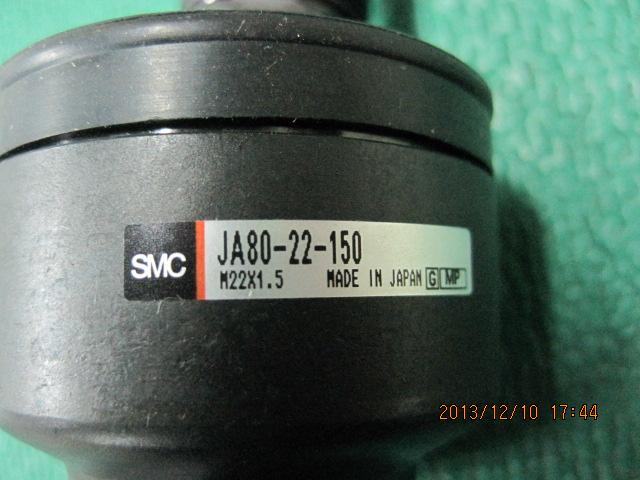 SMC
JA80-22-150
M22X1.5 MADE IN JAPAN G MP
2013/12/10 17:44